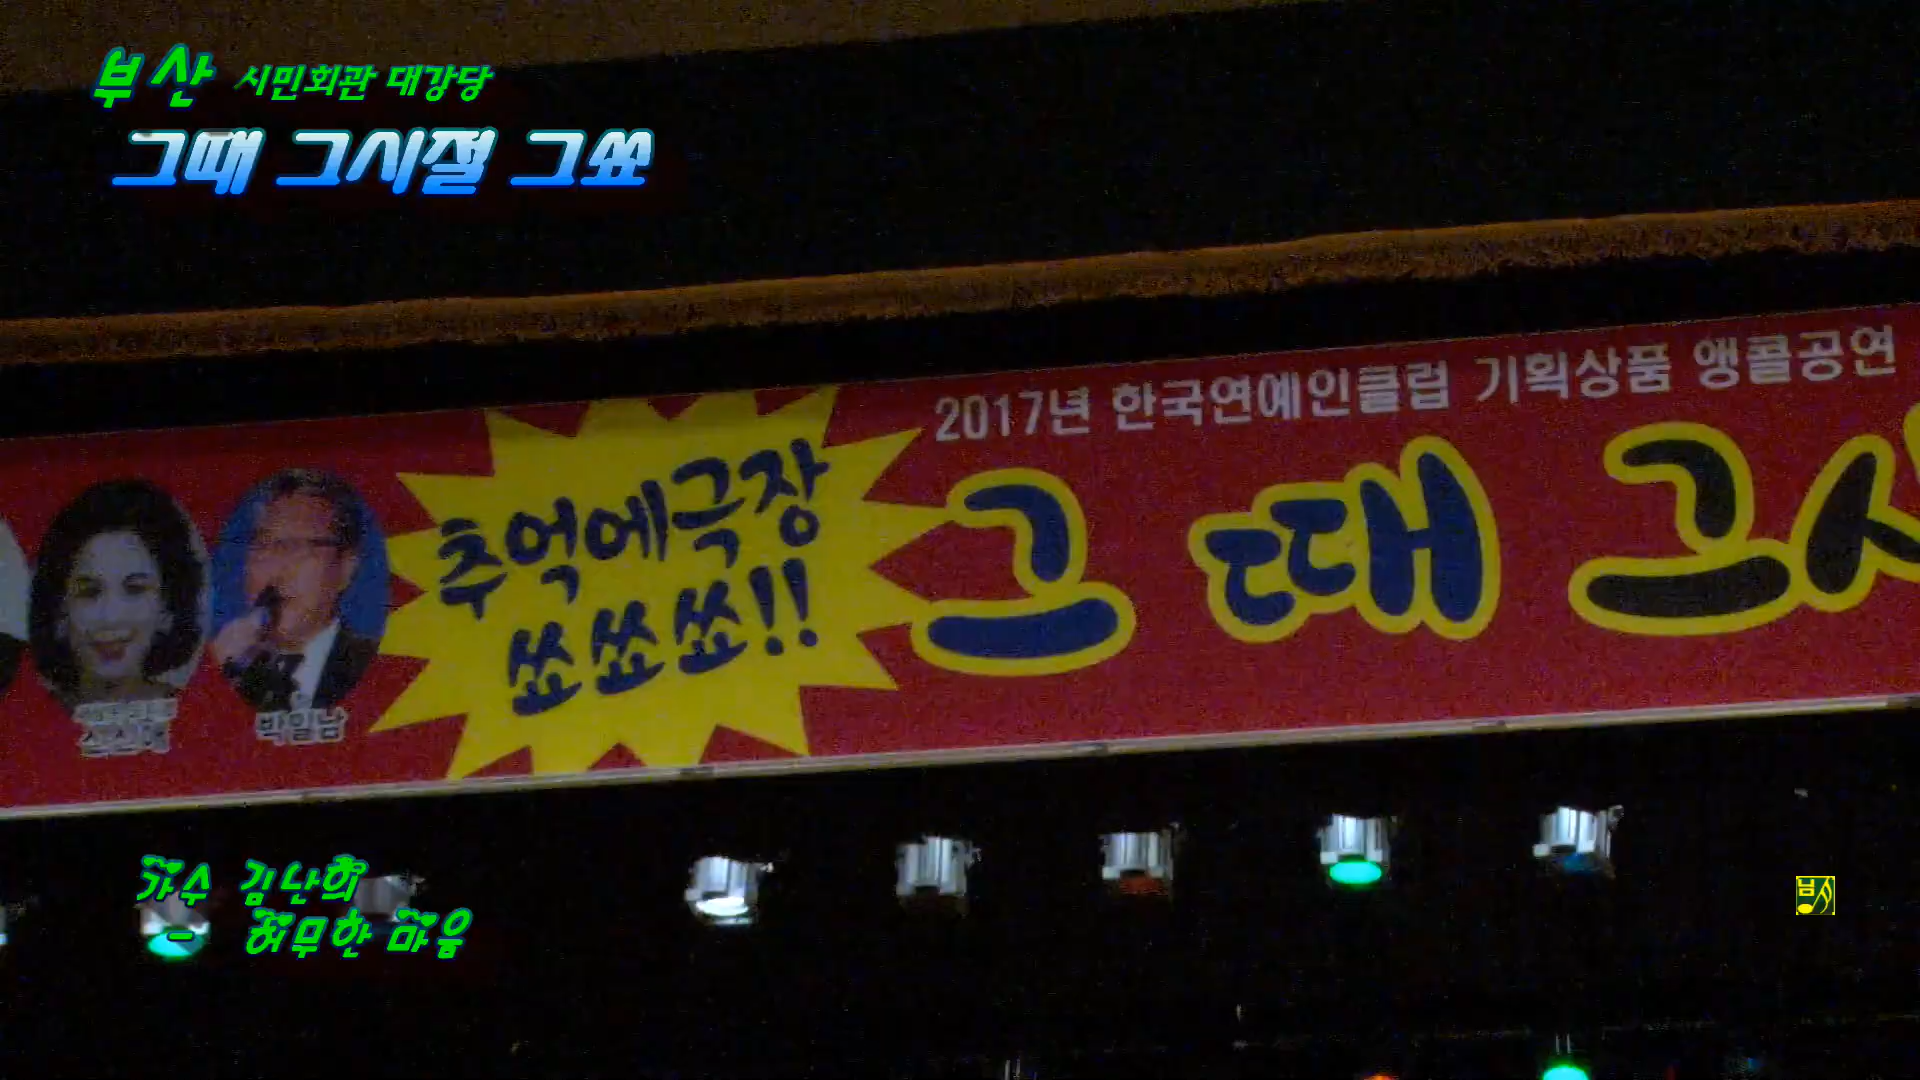 부산 시민회관 대강당
그때 그시절 그쑈
2017년 한국연예인클럽 기획상품 앵콜공연
추억에극장
쑈쑈쑈!!
그 때 그시
박일남
가수 김난희
- 허무한 마음